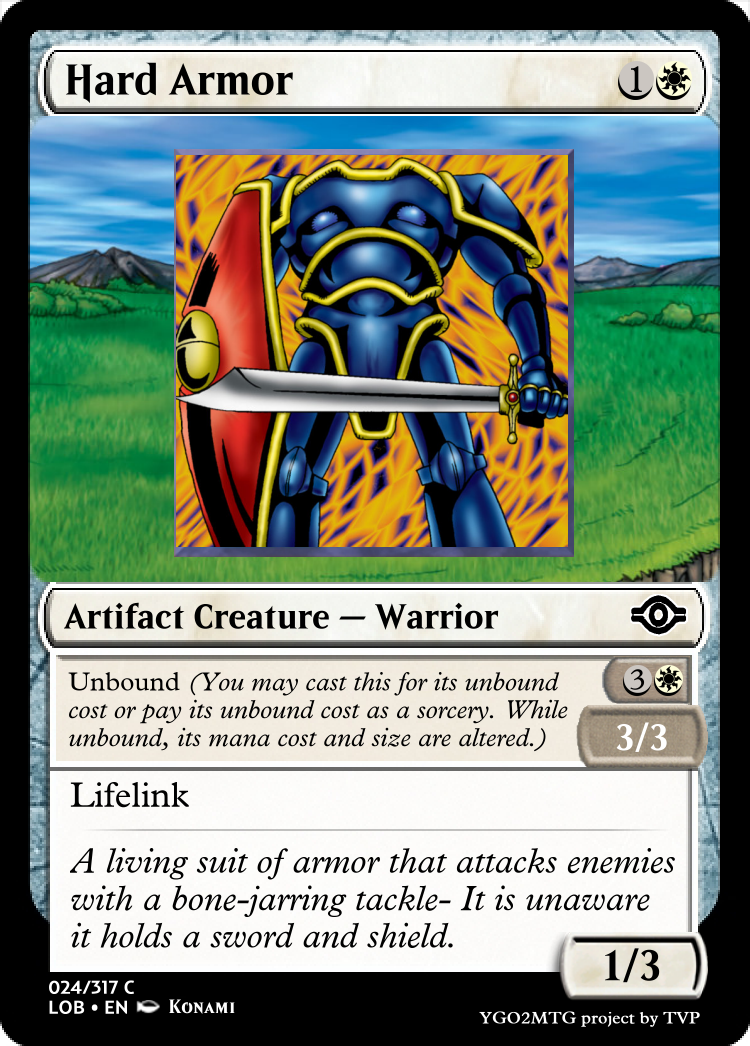 Hard Armor
1
Artifact Creature — Warrior
Unbound (You may cast this for its unbound
cost or pay its unbound cost as a sorcery. While
unbound, its mana cost and size are altered.)
3
3/3
Lifelink
A living suit of armor that attacks enemies
with a bone-jarring tackle- It is unaware
it holds a sword and shield.
1/3
024/317 C
LOB • EN Konami
YGO2MTG project by TVP